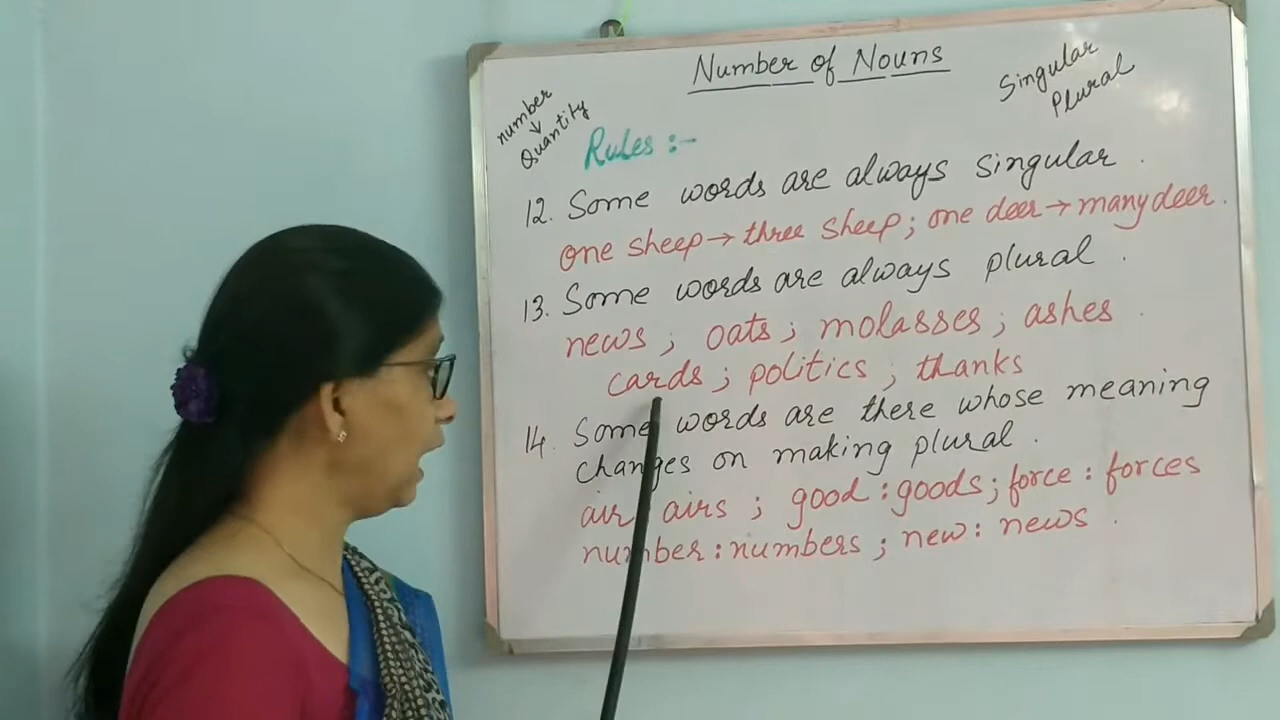 Number of Nouns
Singular
Plural
number
↓
Quantity
Rules :-
12. Some words are always singular.
one sheep → three sheep; one deer → many deer.
13. Some words are always plural.
news; oats; molasses; ashes.
cards; politics; thanks
14. Some words are there whose meaning
changes on making plural.
air airs; good : goods; force : forces
number : numbers; new : news.